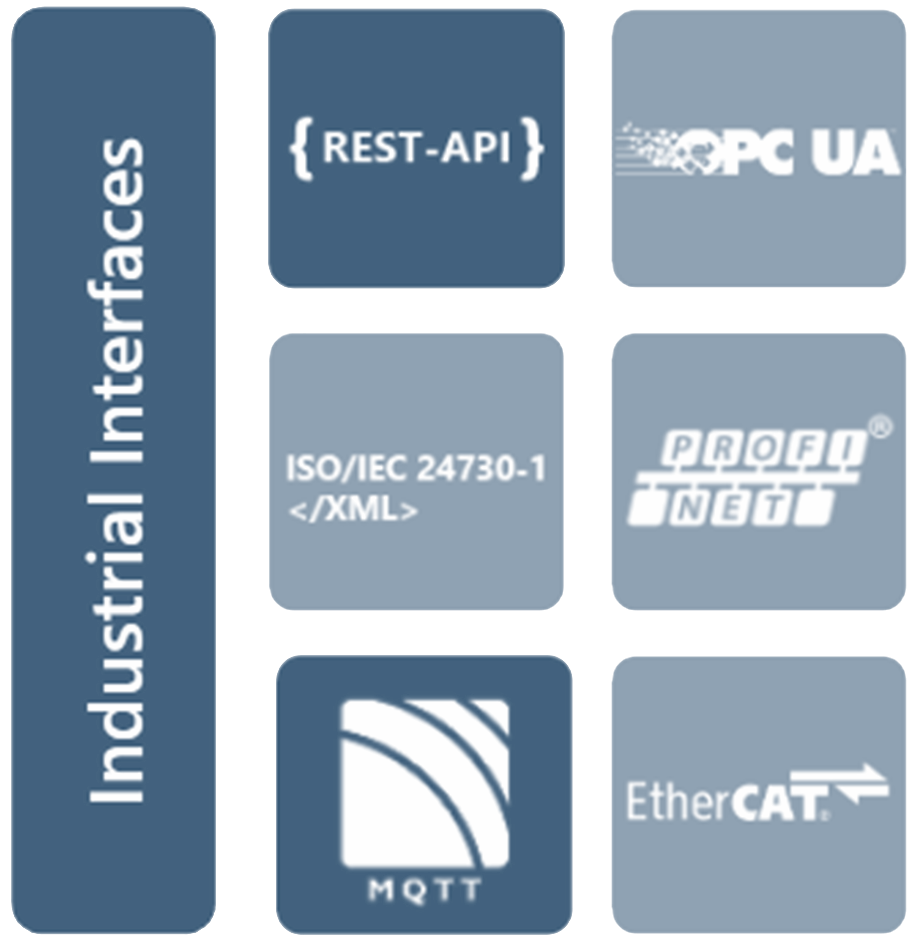 Industrial Interfaces
{ REST-API }
OPC UA
ISO/IEC 24730-1
</XML>
PROFI®
NET
MQTT
EtherCAT®